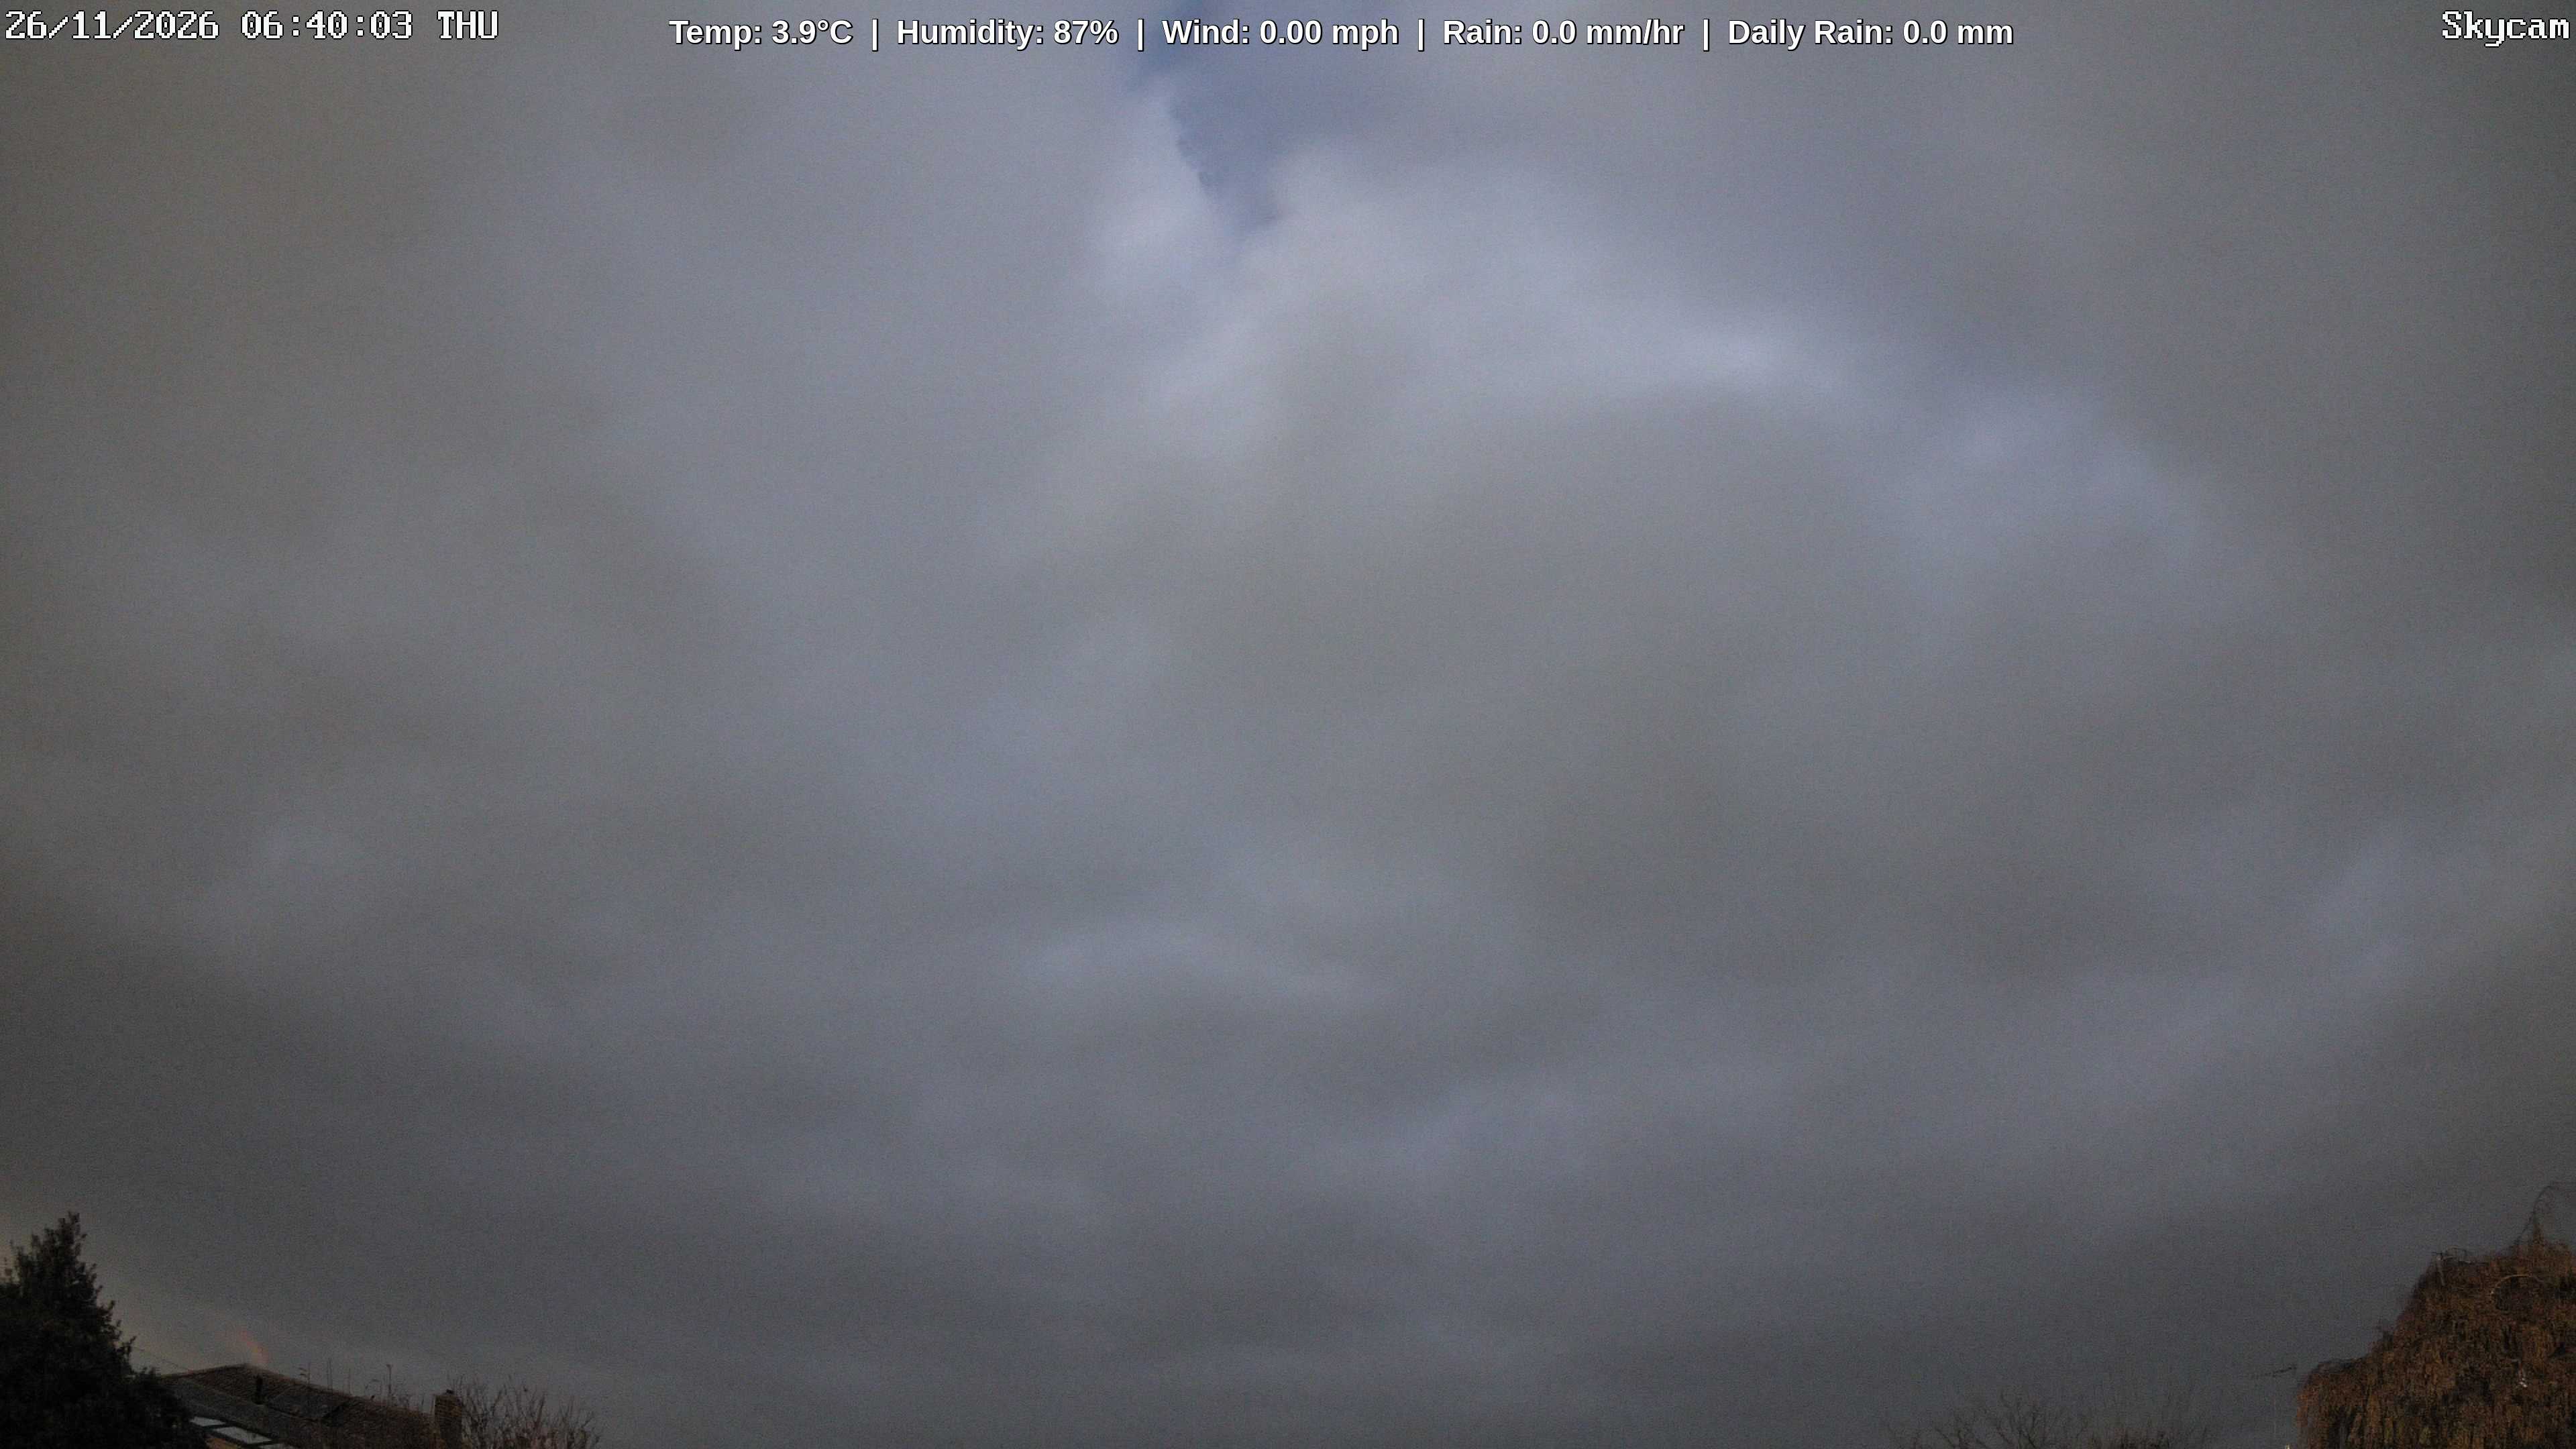 26/11/2026 06:40:03 THU
Temp: 3.9°C | Humidity: 87% | Wind: 0.00 mph | Rain: 0.0 mm/hr | Daily Rain: 0.0 mm
Skycam